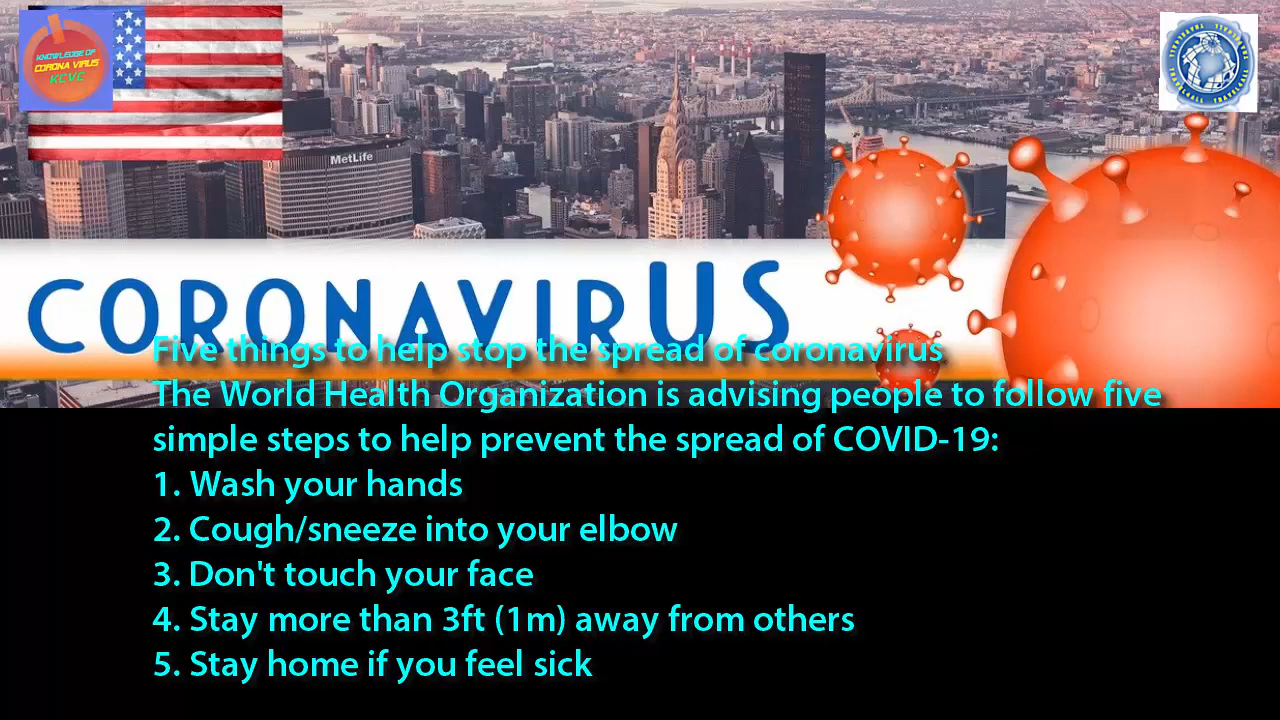 KNOWLEDGE OF
CORONA VIRUS
KCVC
MetLife
CORONAVIRUS
Five things to help stop the spread of coronavirus
The World Health Organization is advising people to follow five
simple steps to help prevent the spread of COVID-19:
1. Wash your hands
2. Cough/sneeze into your elbow
3. Don't touch your face
4. Stay more than 3ft (1m) away from others
5. Stay home if you feel sick